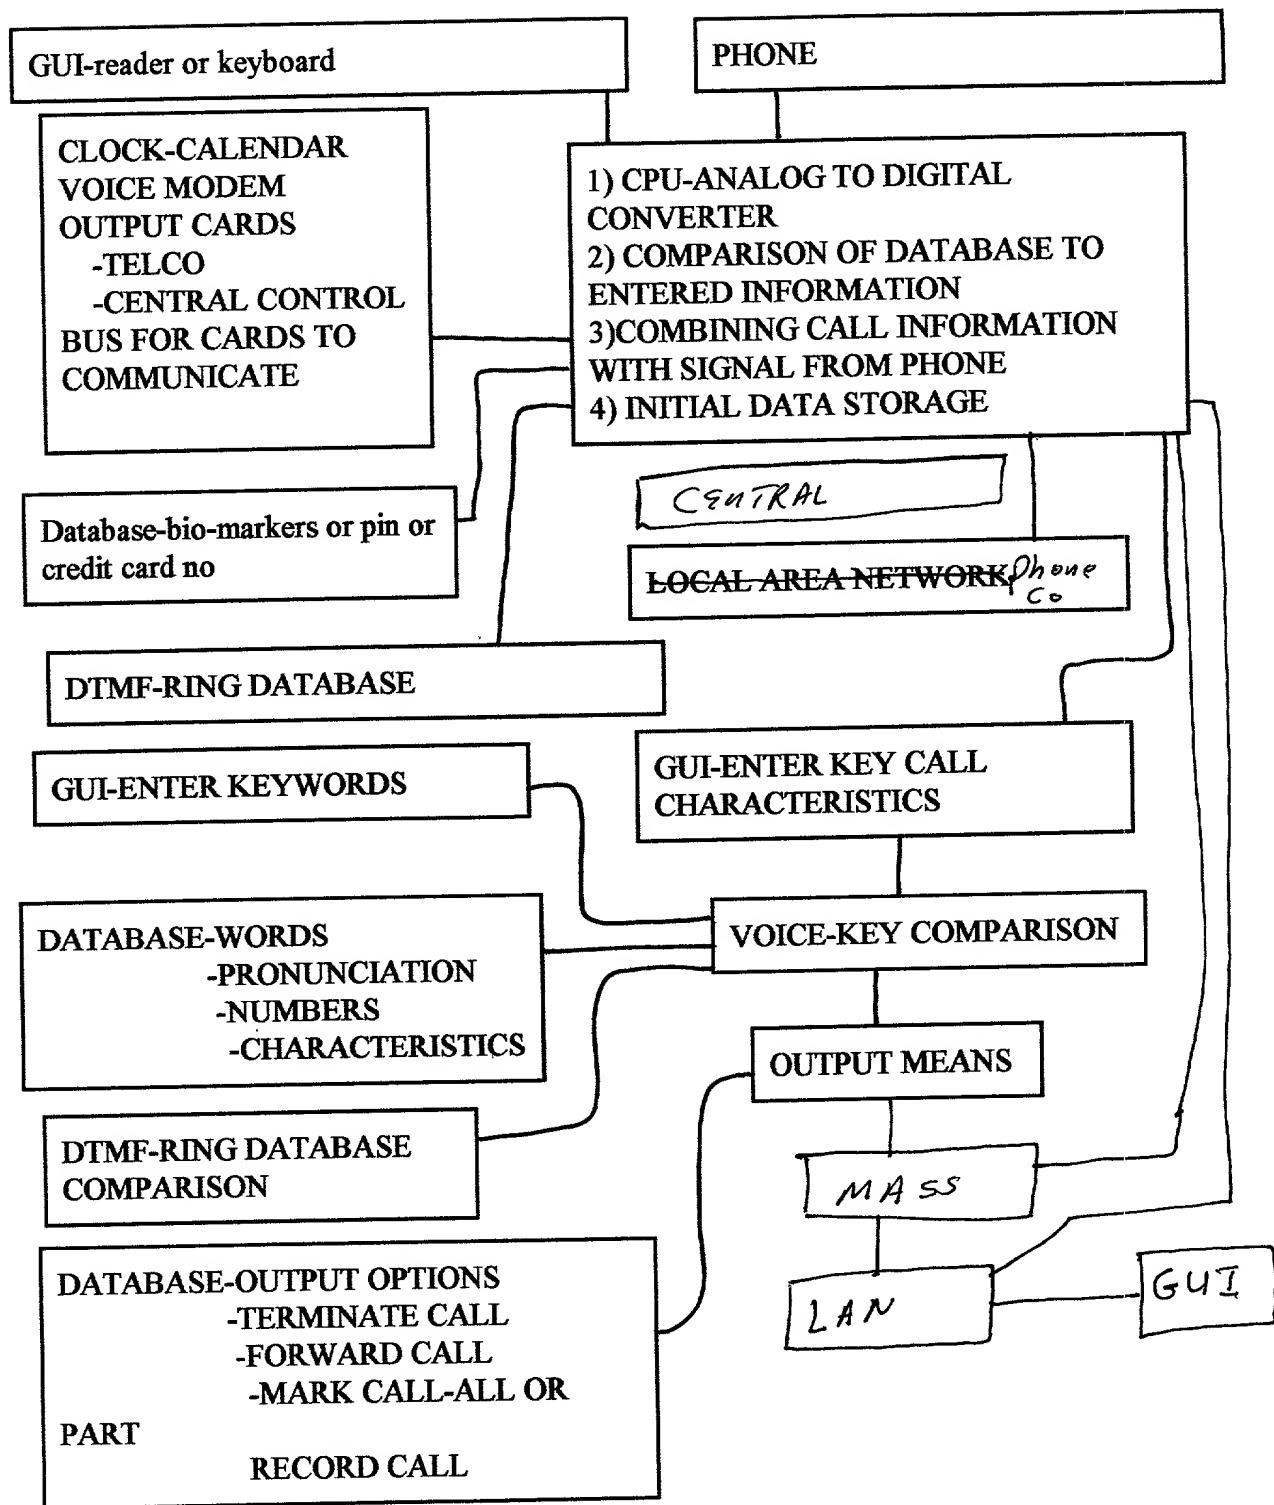 GUI-reader or keyboard
PHONE
CLOCK-CALENDAR
VOICE MODEM
OUTPUT CARDS
-TELCO
-CENTRAL CONTROL
BUS FOR CARDS TO
COMMUNICATE
1) CPU-ANALOG TO DIGITAL
CONVERTER
2) COMPARISON OF DATABASE TO
ENTERED INFORMATION
3)COMBINING CALL INFORMATION
WITH SIGNAL FROM PHONE
4) INITIAL DATA STORAGE
CENTRAL
Database-bio-markers or pin or
credit card no
LOCAL AREA NETWORK Phone
Co
DTMF-RING DATABASE
GUI-ENTER KEYWORDS
GUI-ENTER KEY CALL
CHARACTERISTICS
DATABASE-WORDS
-PRONUNCIATION
-NUMBERS
-CHARACTERISTICS
VOICE-KEY COMPARISON
OUTPUT MEANS
DTMF-RING DATABASE
COMPARISON
MASS
DATABASE-OUTPUT OPTIONS
-TERMINATE CALL
-FORWARD CALL
-MARK CALL-ALL OR
PART
RECORD CALL
LAN
GUI